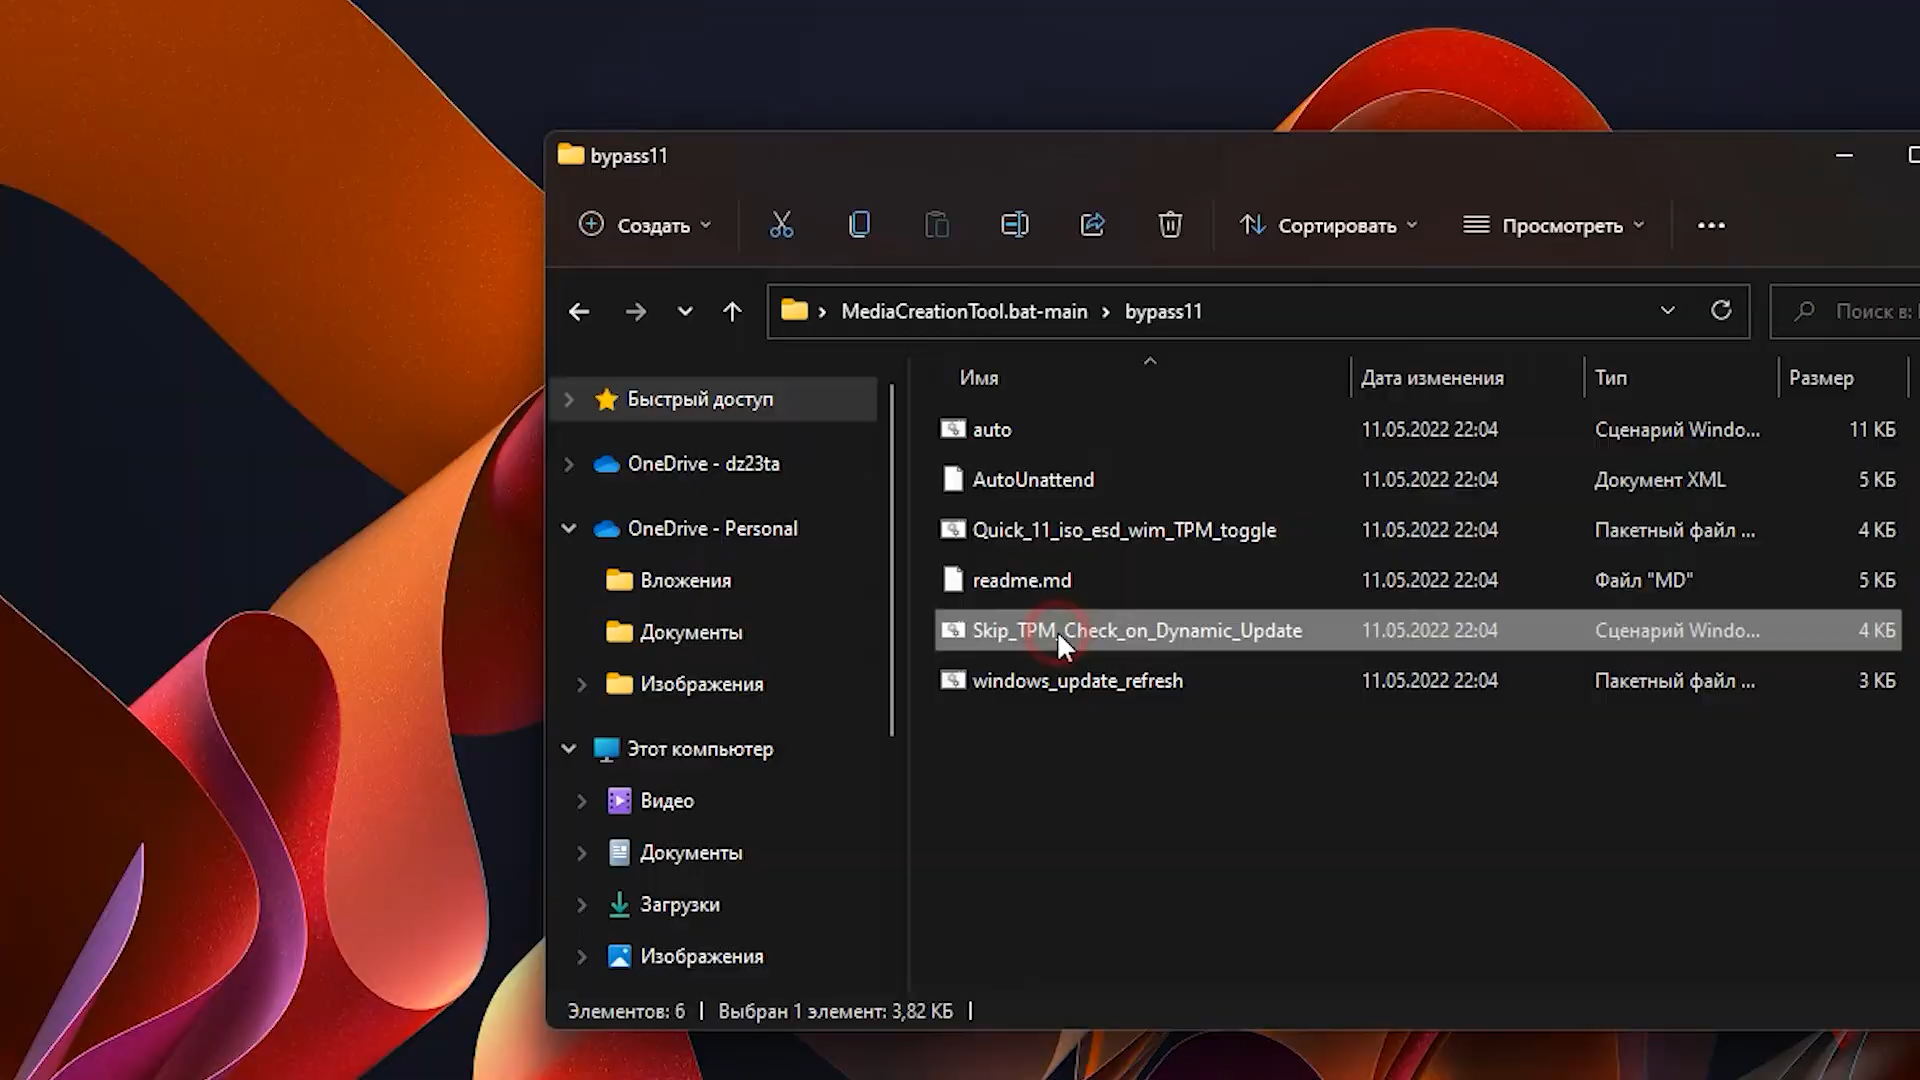 bypass11
Создать
Сортировать
Просмотреть
MediaCreationTool.bat-main
bypass11
Поиск в:
Имя
Дата изменения
Тип
Размер
Быстрый доступ
OneDrive - dz23ta
OneDrive - Personal
Вложения
Документы
Изображения
Этот компьютер
Видео
Документы
Загрузки
Изображения
auto 11.05.2022 22:04 Сценарий Windo... 11 КБ
AutoUnattend 11.05.2022 22:04 Документ XML 5 КБ
Quick_11_iso_esd_wim_TPM_toggle 11.05.2022 22:04 Пакетный файл ... 4 КБ
readme.md 11.05.2022 22:04 Файл "MD" 5 КБ
Skip_TPM_Check_on_Dynamic_Update 11.05.2022 22:04 Сценарий Windo... 4 КБ
windows_update_refresh 11.05.2022 22:04 Пакетный файл ... 3 КБ
Элементов: 6 | Выбран 1 элемент: 3,82 КБ |